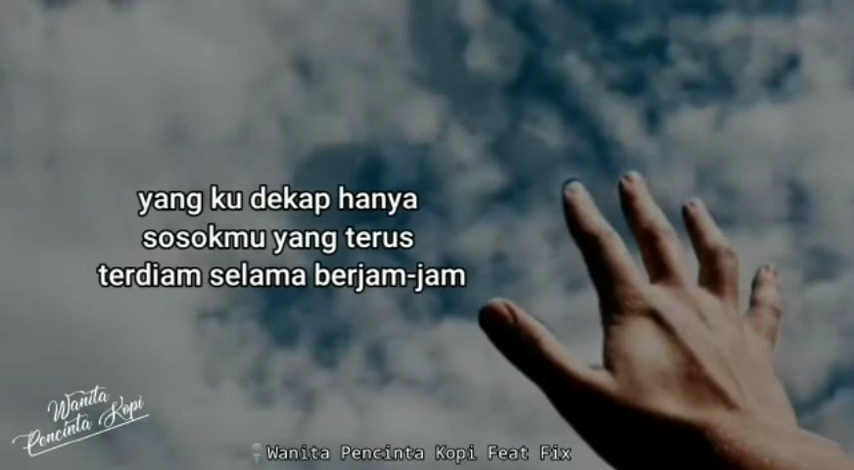 yang ku dekap hanya
sosokmu yang terus
terdiam selama berjam-jam
Wanita
Pencinta Kopi
Wanita Pencinta Kopi Feat Fix